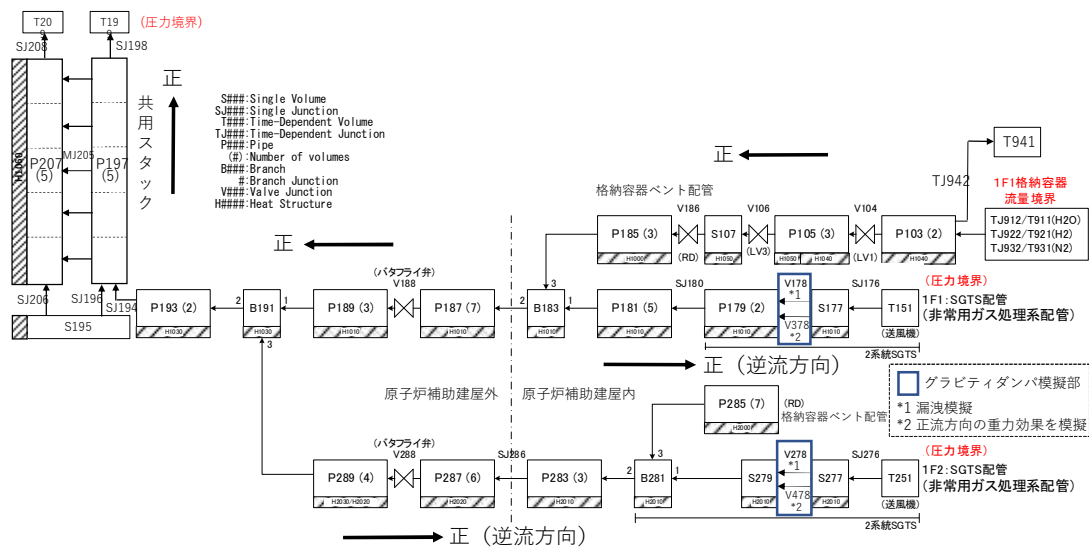 T20
9
T19
9
(圧力境界)
SJ208
SJ198
正
共用スタック
H1090
P207
(5)
MJ205
P197
(5)
SJ206
SJ196
SJ194
S195
S###:Single Volume
SJ###:Single Junction
T###:Time-Dependent Volume
TJ###:Time-Dependent Junction
P###:Pipe
(#):Number of volumes
B###:Branch
#:Branch Junction
V###:Valve Junction
H####:Heat Structure
正
正
T941
TJ942
1F1格納容器
流量境界
TJ912/T911(H2O)
TJ922/T921(H2)
TJ932/T931(N2)
格納容器ベント配管
V186
V106
V104
P185 (3)
S107
P105 (3)
P103 (2)
(RD)
(LV3)
(LV1)
H1000
H1050
H1050
H1040
H1040
(バタフライ弁)
V188
3
SJ180
V178
*1
SJ176
(圧力境界)
P193 (2)
2
B191
1
P189 (3)
P187 (7)
2
B183
1
P181 (5)
P179 (2)
V378
*2
S177
T151
1F1:SGTS配管
(非常用ガス処理系配管)
H1030
H1030
H1010
H1010
H1010
H1010
H1010
H1010
(送風機)
3
2系統SGTS
正 (逆流方向)
原子炉補助建屋外
原子炉補助建屋内
グラビティダンパ模擬部
*1 漏洩模擬
*2 正流方向の重力効果を模擬
P285 (7)
(RD)
格納容器ベント配管
H2000
(バタフライ弁)
V288
SJ286
3
V278
*1
SJ276
(圧力境界)
P289 (4)
P287 (6)
P283 (3)
2
B281
1
S279
V478
*2
S277
T251
1F2:SGTS配管
(非常用ガス処理系配管)
H2030/H2020
H2020
H2010
H2010
H2010
H2010
(送風機)
2系統SGTS
正 (逆流方向)